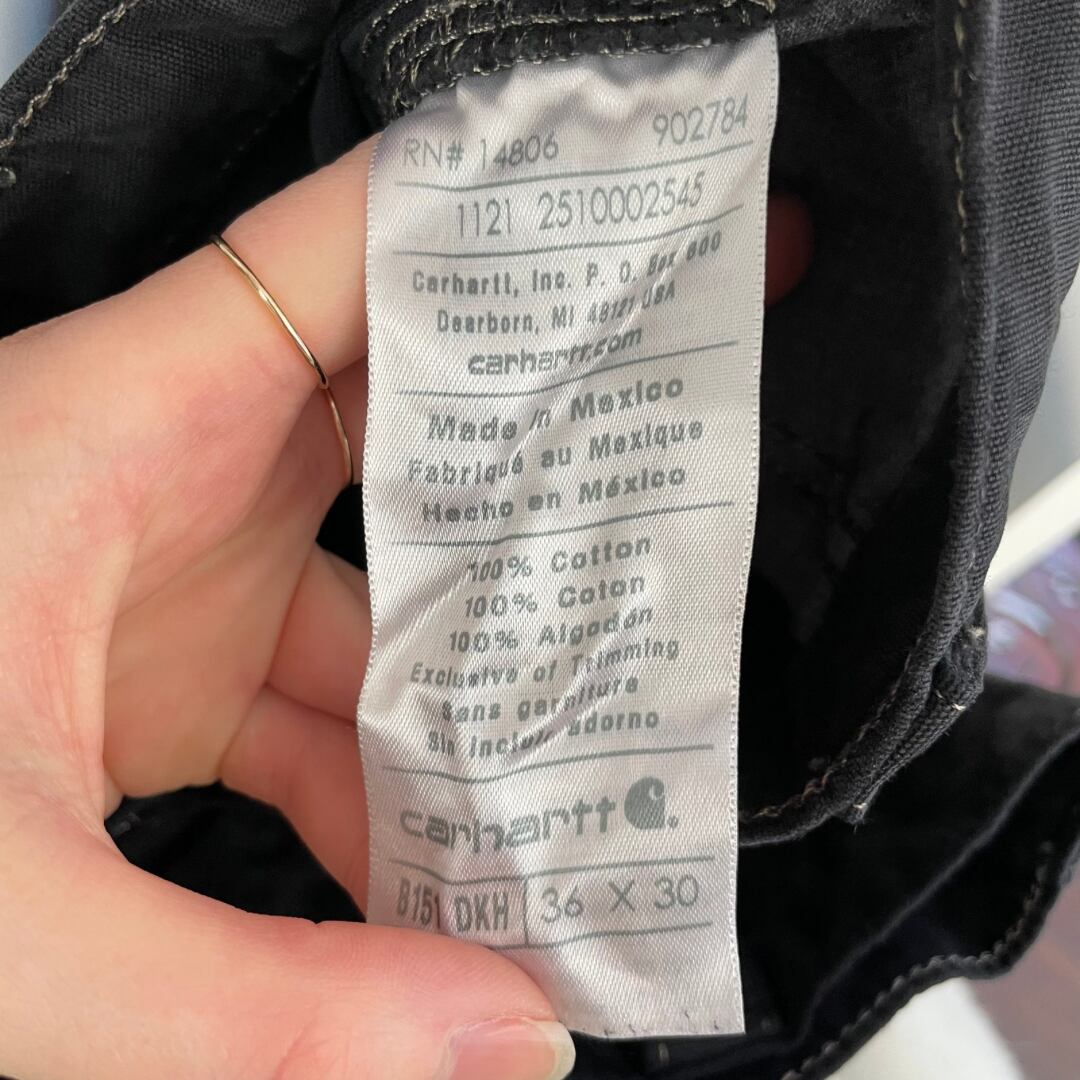 RN# 14806 902784
1121 2510002545
Carhartt, Inc. P. O. Box 600
Dearborn, MI 48121 USA
carhartt.com
Made in Mexico
Fabriqué au Mexique
Hecho en México
100% Cotton
100% Coton
100% Algodón
Exclusive of Trimming
Sans garniture
Sin incluir adorno
carhartt
B151 DKH 36 X 30